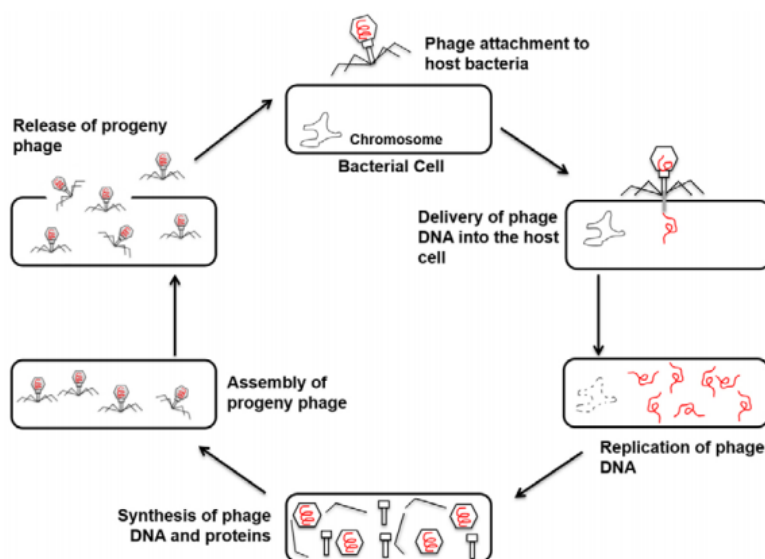 Phage attachment to
host bacteria
Chromosome
Bacterial Cell
Delivery of phage
DNA into the host
cell
Replication of phage
DNA
Synthesis of phage
DNA and proteins
Assembly of
progeny phage
Release of progeny
phage